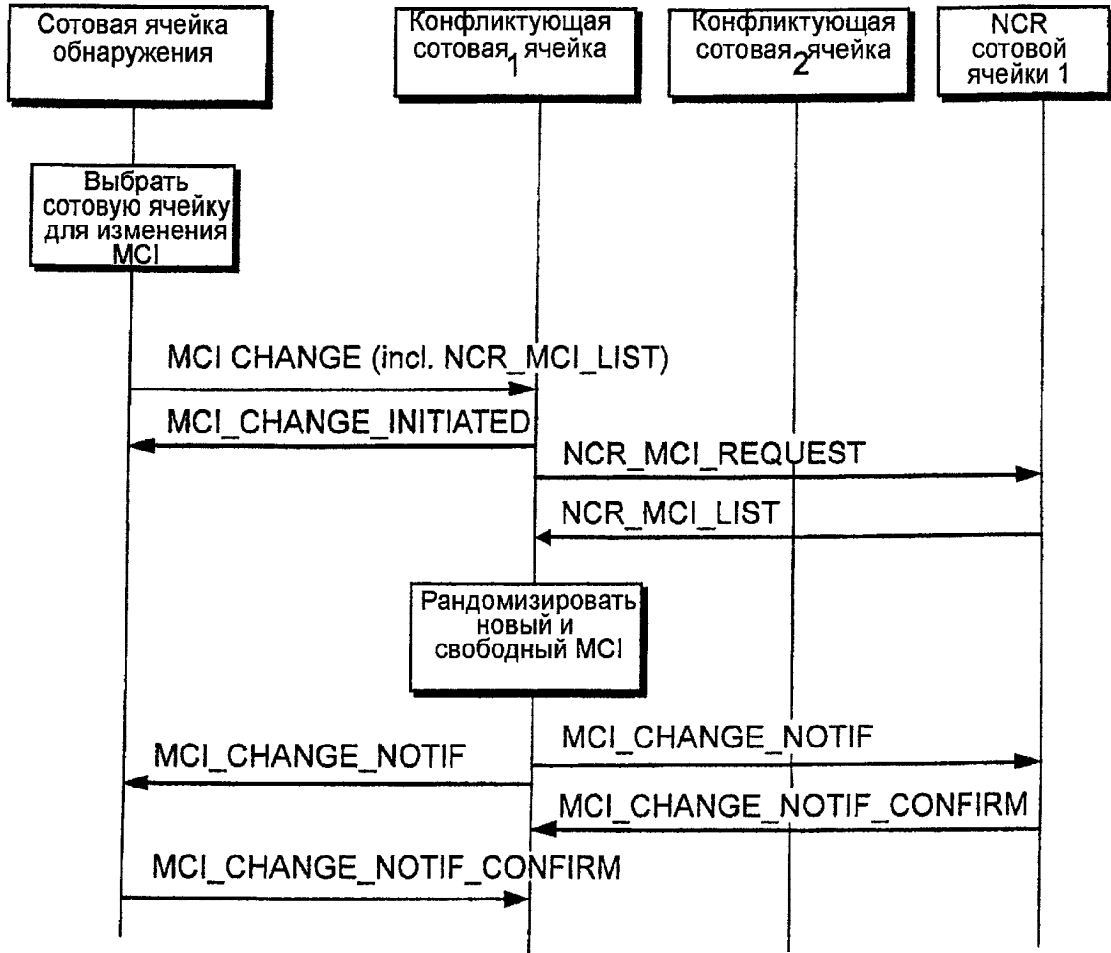 Сотовая ячейка
обнаружения
Конфликтующая
сотовая ячейка
1
Конфликтующая
сотовая ячейка
2
NCR
сотовой
ячейки 1
Выбрать
сотовую ячейку
для изменения
MCI
MCI CHANGE (incl. NCR_MCI_LIST)
MCI_CHANGE_INITIATED
NCR_MCI_REQUEST
NCR_MCI_LIST
Рандомизировать
новый и
свободный MCI
MCI_CHANGE_NOTIF
MCI_CHANGE_NOTIF
MCI_CHANGE_NOTIF_CONFIRM
MCI_CHANGE_NOTIF_CONFIRM